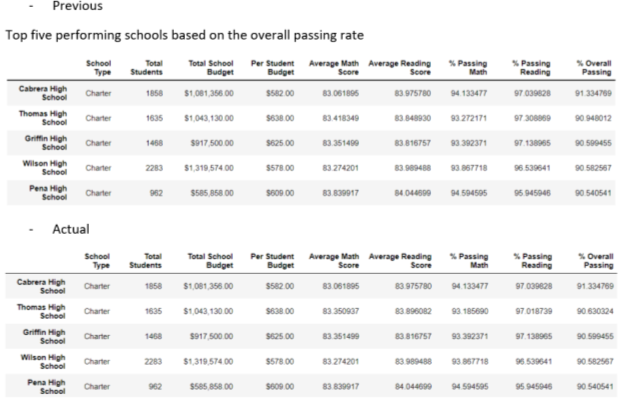 - Previous
Top five performing schools based on the overall passing rate
School Type Total Students Total School Budget Per Student Budget Average Math Score Average Reading Score % Passing Math % Passing Reading % Overall Passing
Cabrera High School Charter 1858 $1,081,356.00 $582.00 83.061895 83.975780 94.133477 97.039828 91.334769
Thomas High School Charter 1635 $1,043,130.00 $638.00 83.418349 83.848930 93.272171 97.308869 90.948012
Griffin High School Charter 1468 $917,500.00 $625.00 83.351499 83.816757 93.392371 97.138965 90.599455
Wilson High School Charter 2283 $1,319,574.00 $578.00 83.274201 83.989488 93.867718 96.539641 90.582567
Pena High School Charter 962 $585,858.00 $609.00 83.839917 84.044699 94.594595 95.945946 90.540541
- Actual
School Type Total Students Total School Budget Per Student Budget Average Math Score Average Reading Score % Passing Math % Passing Reading % Overall Passing
Cabrera High School Charter 1858 $1,081,356.00 $582.00 83.061895 83.975780 94.133477 97.039828 91.334769
Thomas High School Charter 1635 $1,043,130.00 $638.00 83.350937 83.896082 93.185690 97.018739 90.630324
Griffin High School Charter 1468 $917,500.00 $625.00 83.351499 83.816757 93.392371 97.138965 90.599455
Wilson High School Charter 2283 $1,319,574.00 $578.00 83.274201 83.989488 93.867718 96.539641 90.582567
Pena High School Charter 962 $585,858.00 $609.00 83.839917 84.044699 94.594595 95.945946 90.540541